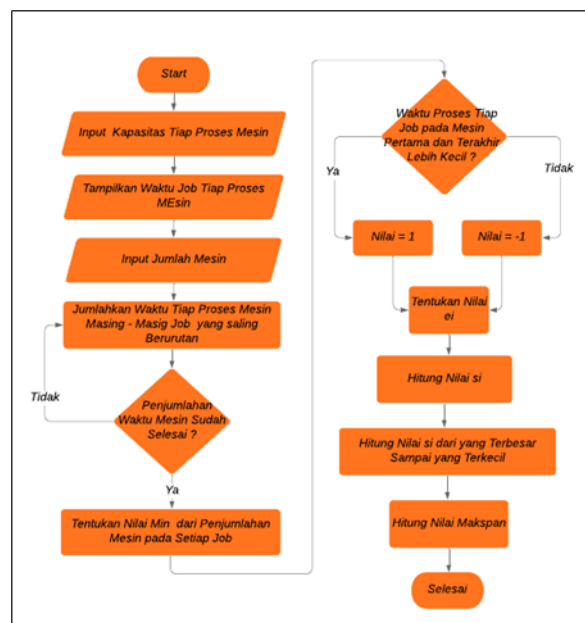 Start
Input Kapasitas Tiap Proses Mesin
Tampilkan Waktu Job Tiap Proses
MEsin
Input Jumlah Mesin
Jumlahkan Waktu Tiap Proses Mesin
Masing - Masig Job yang saling
Berurutan
Tidak
Penjumlahan
Waktu Mesin Sudah
Selesai ?
Ya
Tentukan Nilai Min dari Penjumlahan
Mesin pada Setiap Job
Waktu Proses Tiap
Job pada Mesin
Pertama dan Terakhir
Lebih Kecil ?
Ya
Tidak
Nilai = 1
Nilai = -1
Tentukan Nilai
ei
Hitung Nilai si
Hitung Nilai si dari yang Terbesar
Sampai yang Terkecil
Hitung Nilai Makspan
Selesai